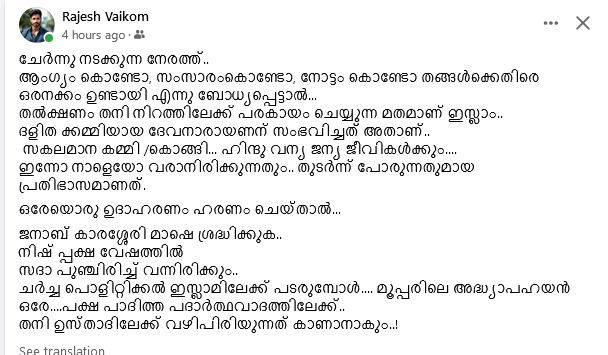 Rajesh Vaikom
4 hours ago ·
ചേർന്നു നടക്കുന്ന നേരത്ത്..
ആംഗ്യം കൊണ്ടോ, സംസാരംകൊണ്ടോ, നോട്ടം കൊണ്ടോ തങ്ങൾക്കെതിരെ
ഒരനക്കം ഉണ്ടായി എന്നു ബോധ്യപ്പെട്ടാൽ...
തൽക്ഷണം തനി നിറത്തിലേക്ക് പരകായം ചെയ്യുന്ന മതമാണ് ഇസ്ലാം..
ദളിത ക്കമ്മിയായ ദേവനാരായണന് സംഭവിച്ചത് അതാണ്..
സകലമാന കമ്മി /കൊങ്ങി... ഹിന്ദു വന്യ ജന്യ ജീവികൾക്കും....
ഇന്നോ നാളെയോ വരാനിരിക്കുന്നതും.. തുടർന്ന് പോരുന്നതുമായ
പ്രതിഭാസമാണത്.
ഒരേയൊരു ഉദാഹരണം ഹരണം ചെയ്താൽ...
ജനാബ് കാരശ്ശേരി മാഷെ ശ്രദ്ധിക്കുക..
നിഷ് പ്പക്ഷ വേഷത്തിൽ
സദാ പുഞ്ചിരിച്ച് വന്നിരിക്കും..
ചർച്ച പൊളിറ്റിക്കൽ ഇസ്ലാമിലേക്ക് പടരുമ്പോൾ.... മൂപ്പരിലെ അദ്ധ്യാപഹയൻ
ഒരേ....പക്ഷ പാദിത്ത പദാർത്ഥവാദത്തിലേക്ക്..
തനി ഉസ്താദിലേക്ക് വഴിപിരിയുന്നത് കാണാനാകും..!
See translation